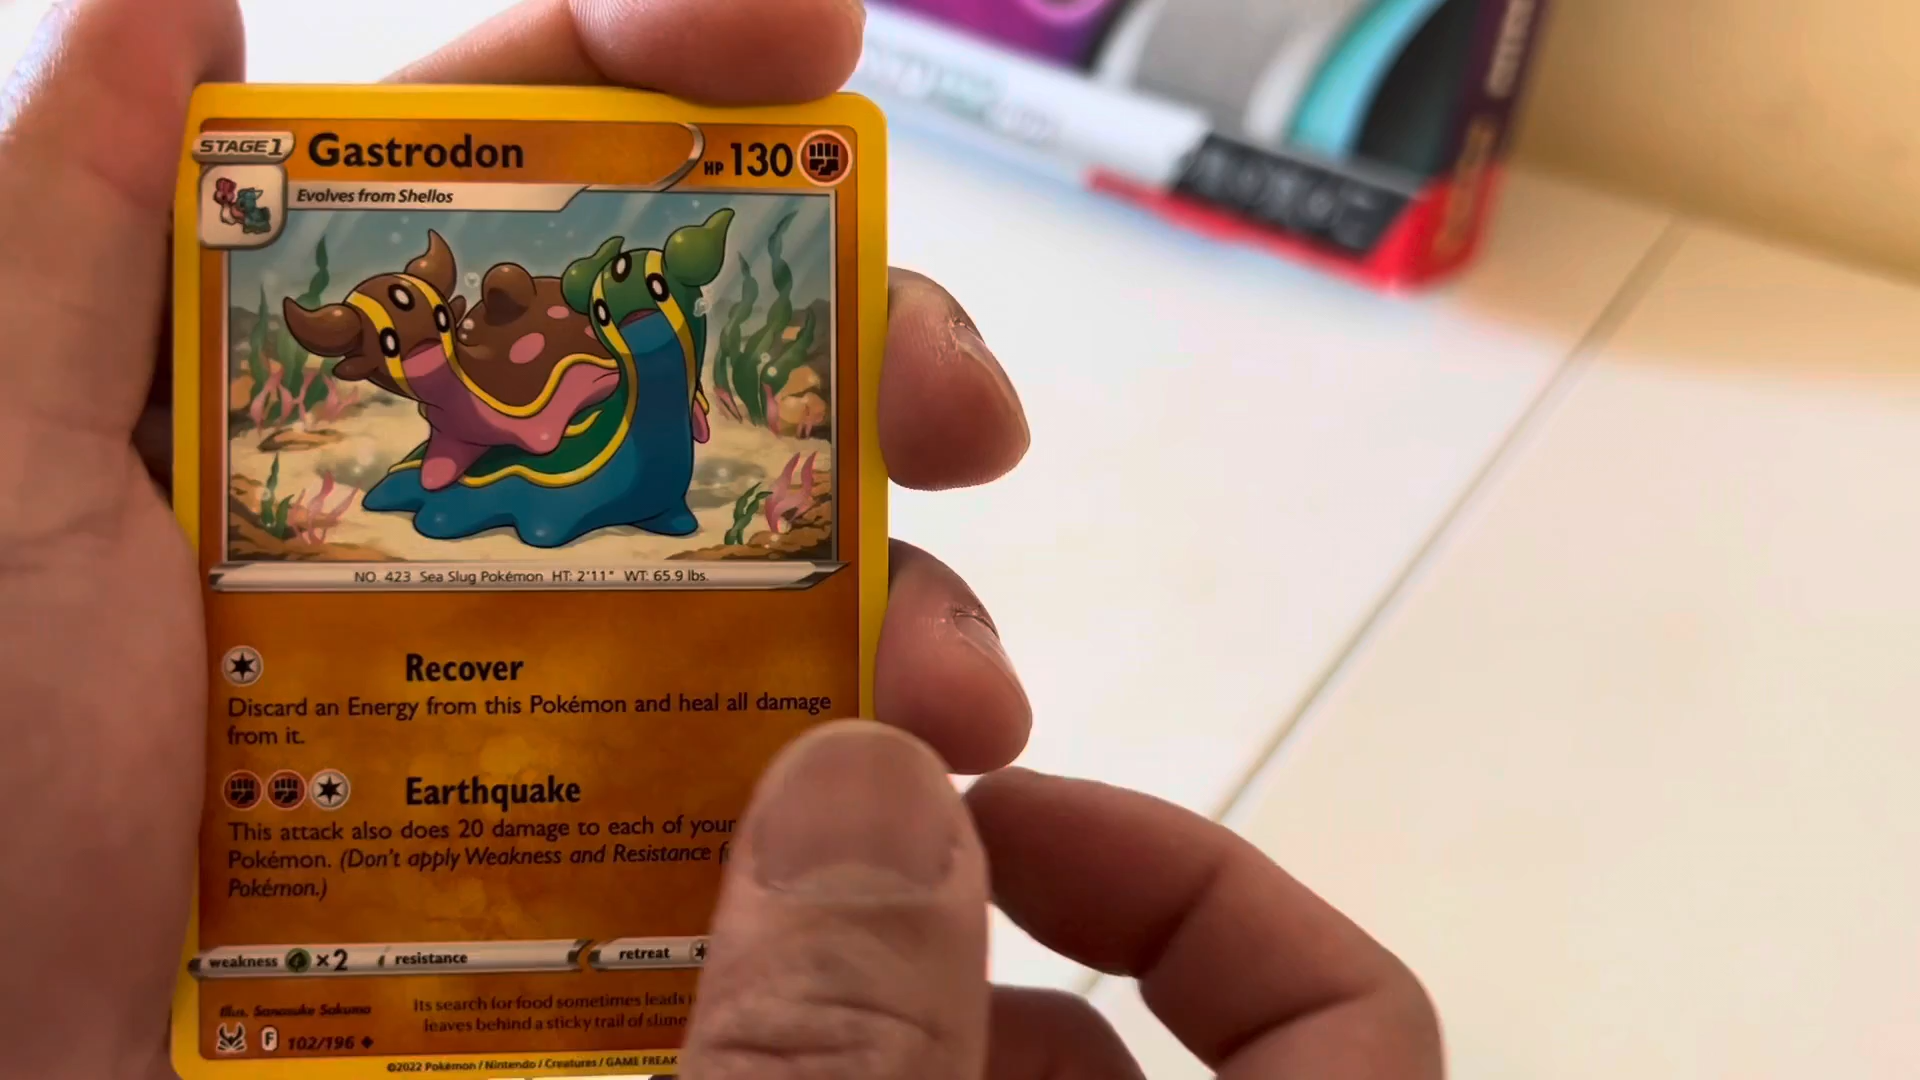 STAGE1
Gastrodon
HP 130
Evolves from Shellos
NO. 423 Sea Slug Pokémon HT: 2'11" WT: 65.9 lbs.
Recover
Discard an Energy from this Pokémon and heal all damage
from it.
Earthquake
This attack also does 20 damage to each of your
Pokémon. (Don't apply Weakness and Resistance
Pokémon.)
weakness ×2 resistance retreat
Illus. Sanosuke Sakuma
Its search for food sometimes leads
leaves behind a sticky trail of slime
F 102/196
©2022 Pokémon / Nintendo / Creatures / GAME FREAK